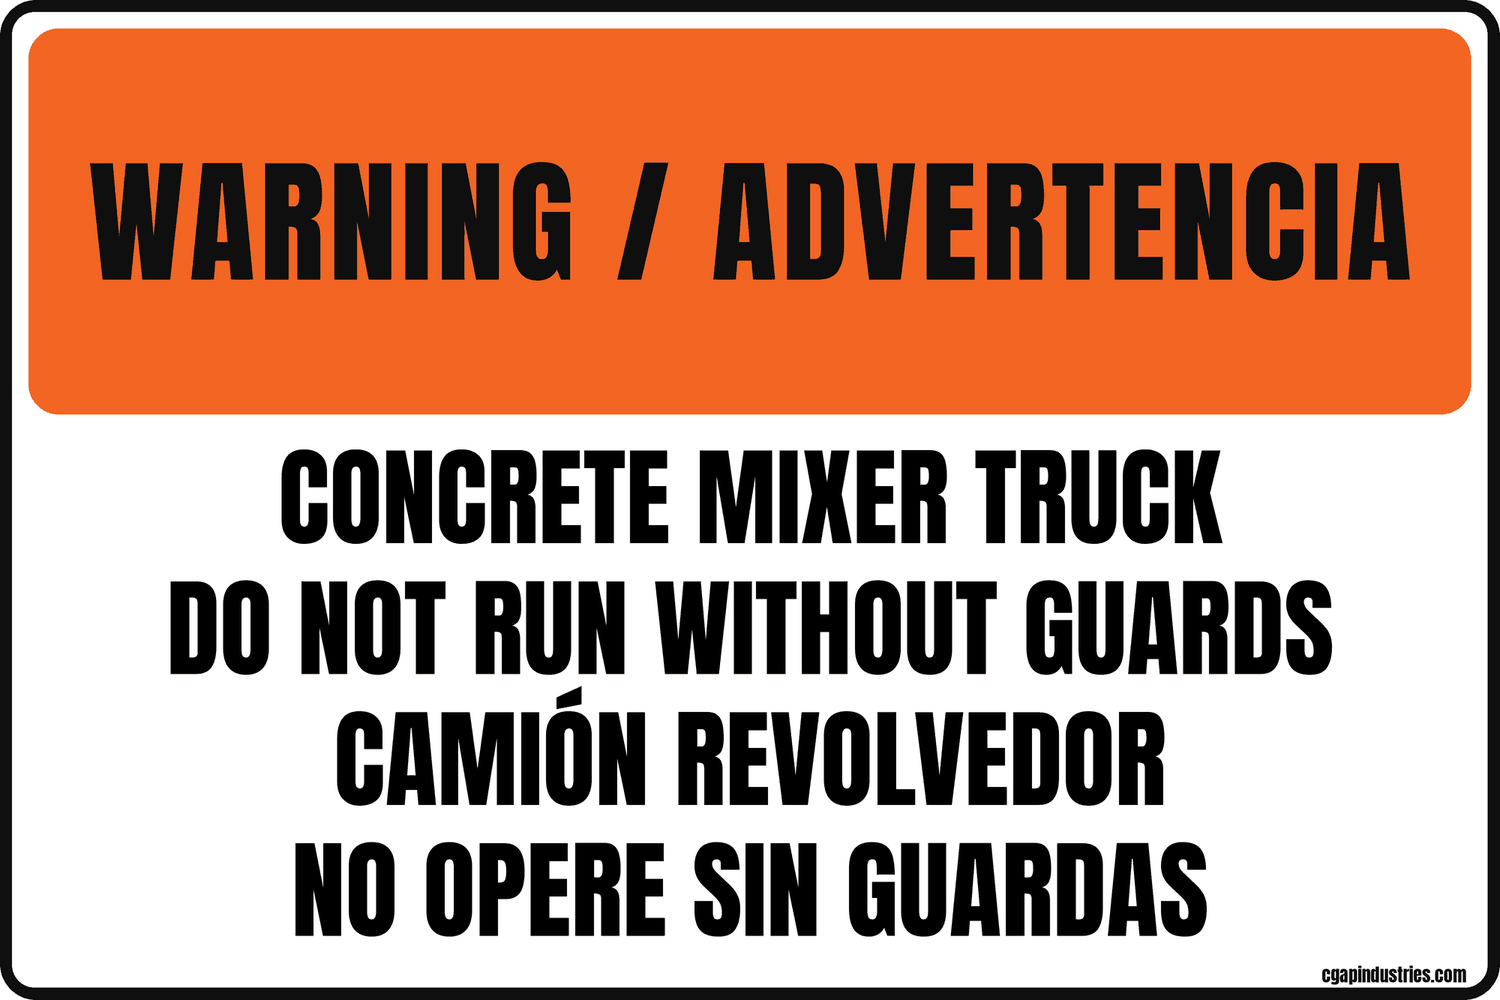 WARNING / ADVERTENCIA
CONCRETE MIXER TRUCK
DO NOT RUN WITHOUT GUARDS
CAMIÓN REVOLVEDOR
NO OPERE SIN GUARDAS
cgapindustries.com